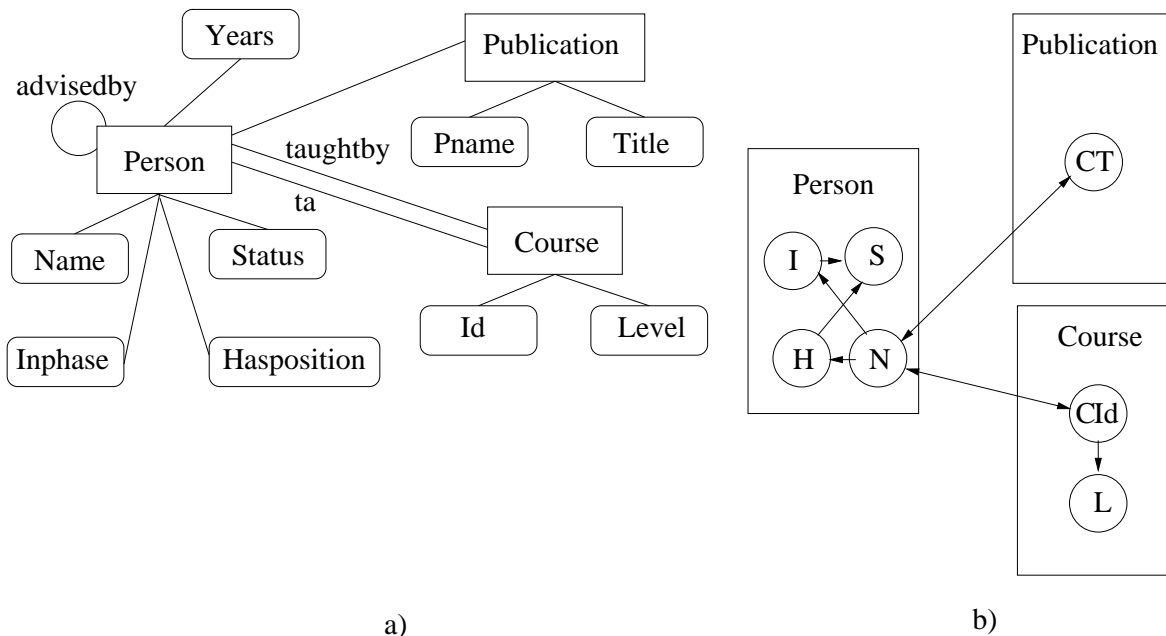 Years
Publication
advisedby
Pname
Title
taughtby
Person
ta
Course
Name
Status
Id
Level
Inphase
Hasposition
a)
Publication
CT
Person
I
S
H
N
Course
CId
L
b)